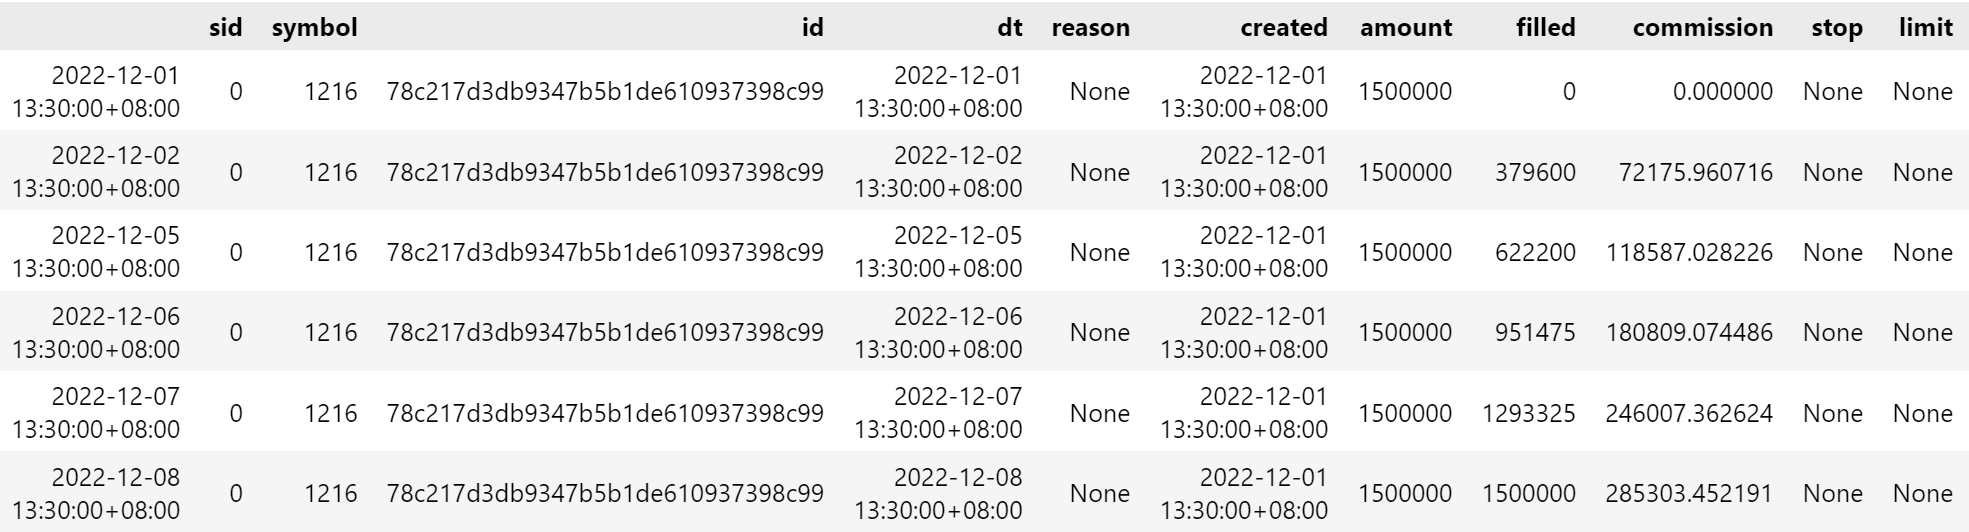 sid symbol id dt reason created amount filled commission stop limit
2022-12-01 2022-12-01 2022-12-01
0 1216 78c217d3db9347b5b1de610937398c99 None 1500000 0 0.000000 None None
13:30:00+08:00 13:30:00+08:00 13:30:00+08:00
2022-12-02 2022-12-02 2022-12-01
0 1216 78c217d3db9347b5b1de610937398c99 None 1500000 379600 72175.960716 None None
13:30:00+08:00 13:30:00+08:00 13:30:00+08:00
2022-12-05 2022-12-05 2022-12-01
0 1216 78c217d3db9347b5b1de610937398c99 None 1500000 622200 118587.028226 None None
13:30:00+08:00 13:30:00+08:00 13:30:00+08:00
2022-12-06 2022-12-06 2022-12-01
0 1216 78c217d3db9347b5b1de610937398c99 None 1500000 951475 180809.074486 None None
13:30:00+08:00 13:30:00+08:00 13:30:00+08:00
2022-12-07 2022-12-07 2022-12-01
0 1216 78c217d3db9347b5b1de610937398c99 None 1500000 1293325 246007.362624 None None
13:30:00+08:00 13:30:00+08:00 13:30:00+08:00
2022-12-08 2022-12-08 2022-12-01
0 1216 78c217d3db9347b5b1de610937398c99 None 1500000 1500000 285303.452191 None None
13:30:00+08:00 13:30:00+08:00 13:30:00+08:00